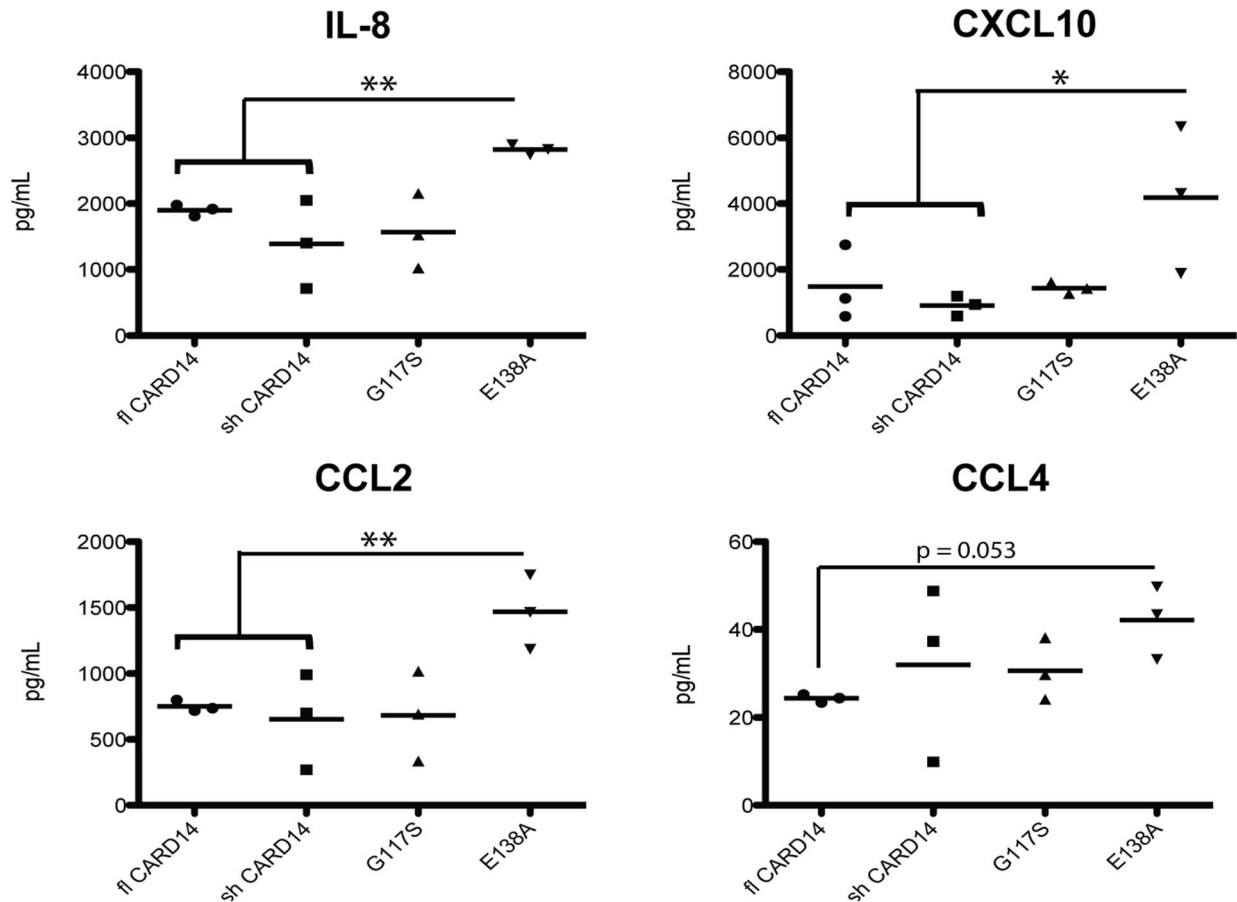 IL-8
4000
3000
2000
1000
0
pg/mL
**
fl CARD14
sh CARD14
G117S
E138A
CXCL10
8000
6000
4000
2000
0
pg/mL
*
fl CARD14
sh CARD14
G117S
E138A
CCL2
2000
1500
1000
500
0
pg/mL
**
fl CARD14
sh CARD14
G117S
E138A
CCL4
60
40
20
0
pg/mL
p = 0.053
fl CARD14
sh CARD14
G117S
E138A